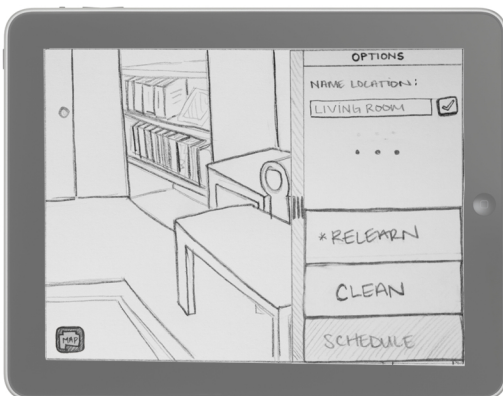 OPTIONS
NAME LOCATION:
LIVING ROOM
* RELEARN
CLEAN
SCHEDULE
MAP